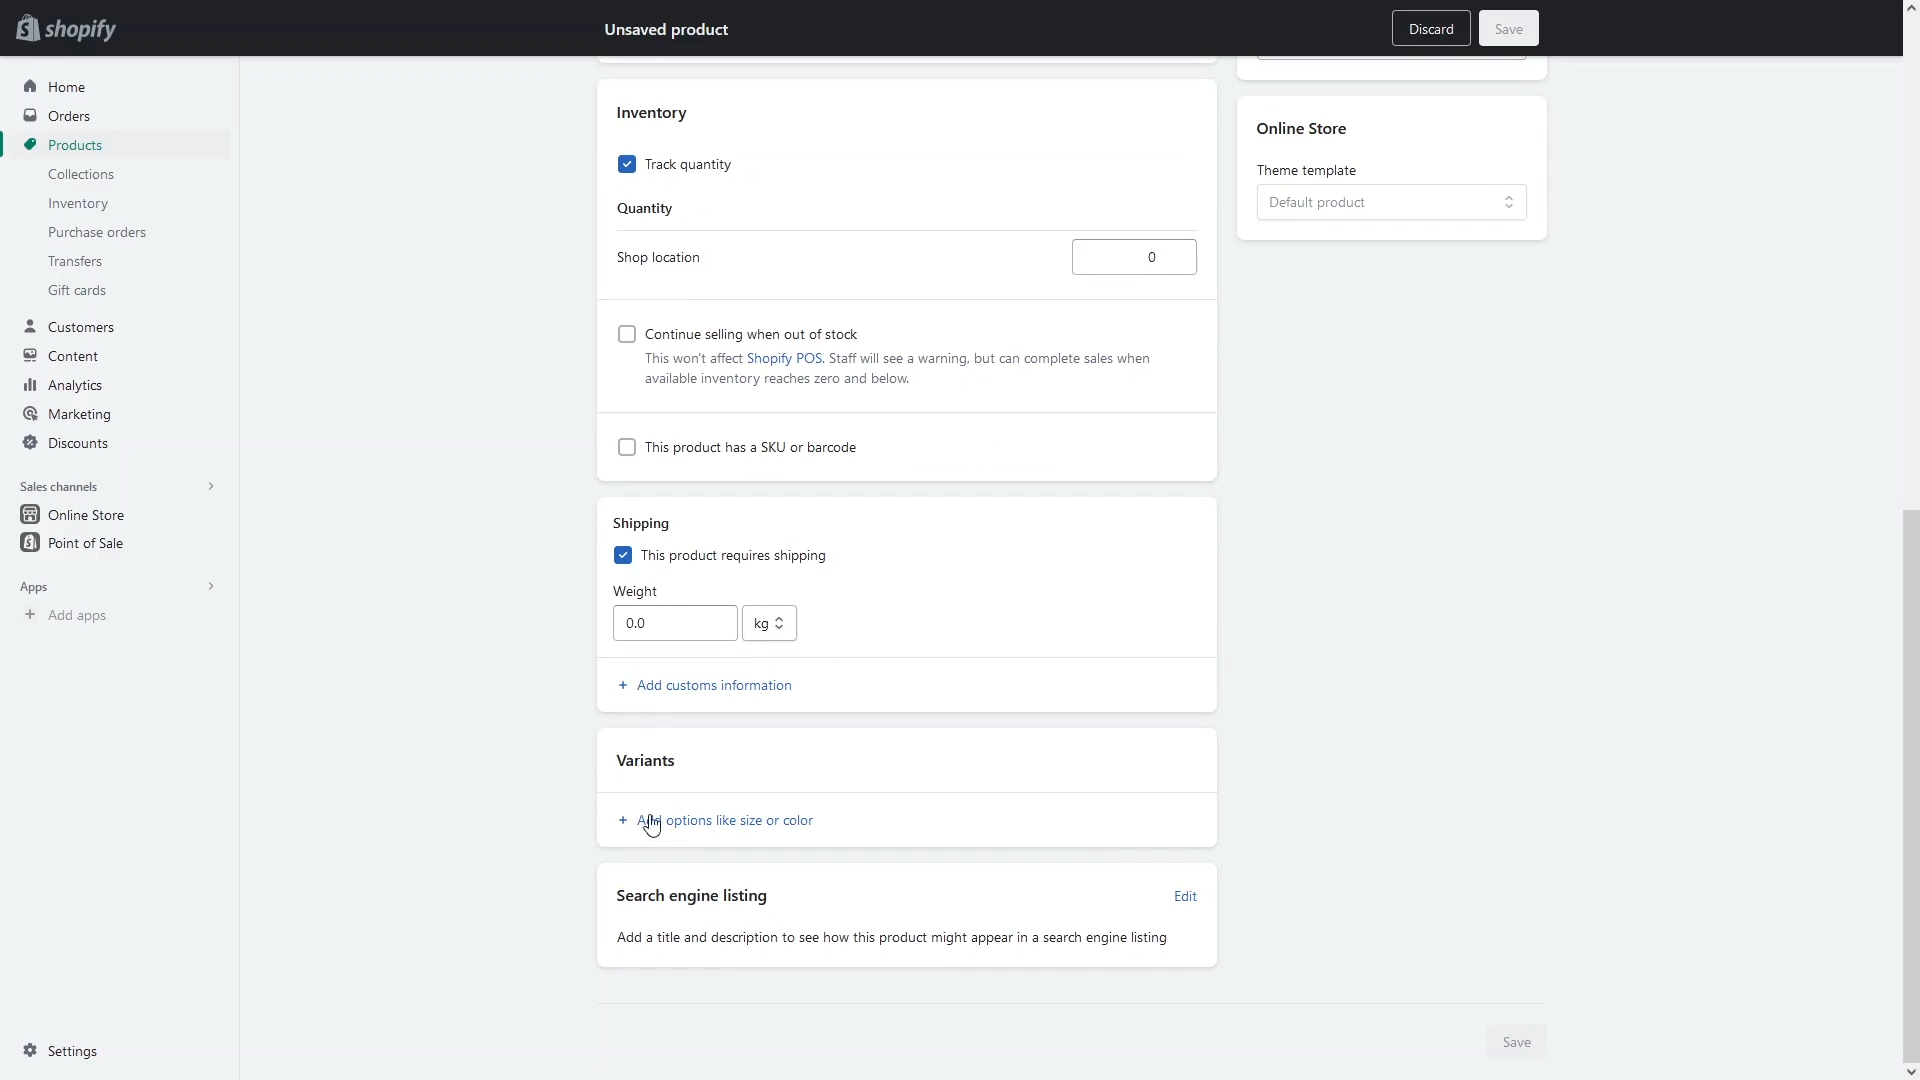 shopify
Unsaved product
Discard
Save
Home
Orders
Products
Collections
Inventory
Purchase orders
Transfers
Gift cards
Customers
Content
Analytics
Marketing
Discounts
Sales channels
Online Store
Point of Sale
Apps
+ Add apps
Settings
Inventory
Track quantity
Quantity
Shop location
0
Continue selling when out of stock
This won't affect Shopify POS. Staff will see a warning, but can complete sales when
available inventory reaches zero and below.
This product has a SKU or barcode
Shipping
This product requires shipping
Weight
0.0
kg
+ Add customs information
Variants
+ Add options like size or color
Search engine listing
Edit
Add a title and description to see how this product might appear in a search engine listing
Save
Online Store
Theme template
Default product